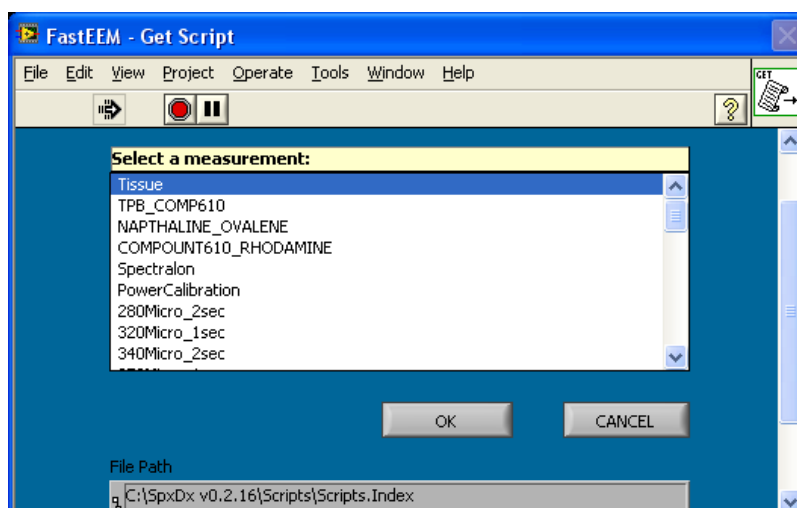 FastEEM - Get Script
File Edit View Project Operate Tools Window Help
GET
?
Select a measurement:
Tissue
TPB_COMP610
NAPTHALINE_OVALENE
COMPOUNT610_RHODAMINE
Spectralon
PowerCalibration
280Micro_2sec
320Micro_1sec
340Micro_2sec
OK CANCEL
File Path
C:\SpxDx v0.2.16\Scripts\Scripts.Index